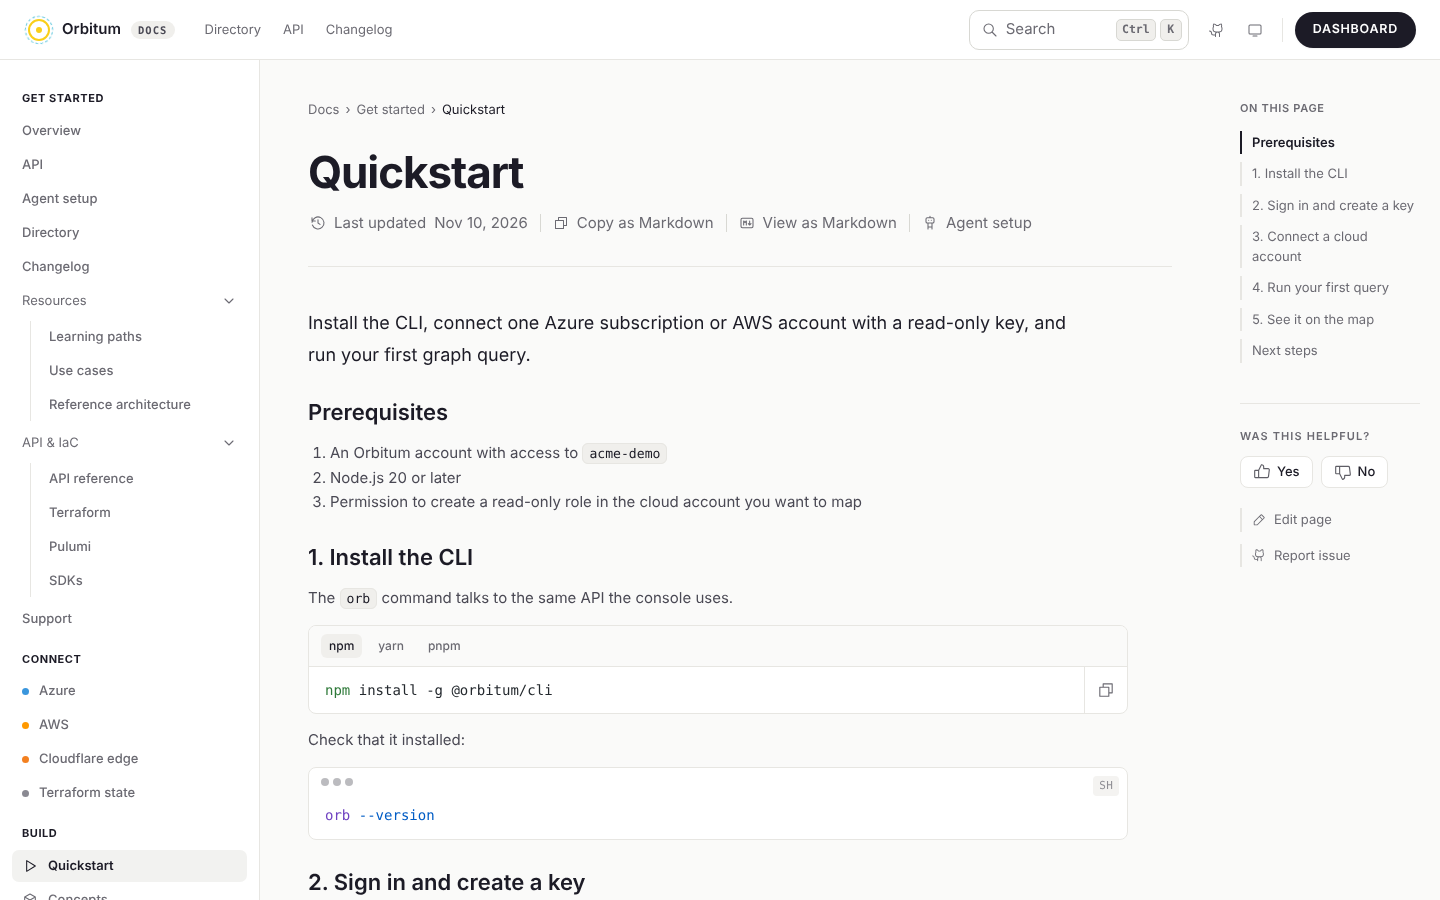 Orbitum DOCS Directory API Changelog Search Ctrl K DASHBOARD
GET STARTED
Overview
API
Agent setup
Directory
Changelog
Resources
Learning paths
Use cases
Reference architecture
API & IaC
API reference
Terraform
Pulumi
SDKs
Support
CONNECT
Azure
AWS
Cloudflare edge
Terraform state
BUILD
Quickstart
Concepts
Docs › Get started › Quickstart
Quickstart
Last updated Nov 10, 2026 Copy as Markdown View as Markdown Agent setup
Install the CLI, connect one Azure subscription or AWS account with a read-only key, and
run your first graph query.
Prerequisites
1. An Orbitum account with access to acme-demo
2. Node.js 20 or later
3. Permission to create a read-only role in the cloud account you want to map
1. Install the CLI
The orb command talks to the same API the console uses.
npm yarn pnpm
npm install -g @orbitum/cli
Check that it installed:
SH
orb --version
2. Sign in and create a key
ON THIS PAGE
Prerequisites
1. Install the CLI
2. Sign in and create a key
3. Connect a cloud
account
4. Run your first query
5. See it on the map
Next steps
WAS THIS HELPFUL?
Yes No
Edit page
Report issue